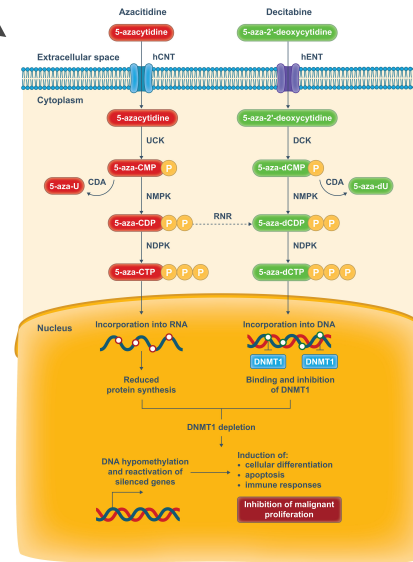 A
Azacitidine
Decitabine
5-azacytidine
5-aza-2'-deoxycytidine
Extracellular space
hCNT
hENT
Cytoplasm
5-azacytidine
5-aza-2'-deoxycytidine
UCK
DCK
5-aza-CMP P
5-aza-dCMP P
5-aza-U
CDA
NMPK
NMPK
CDA
5-aza-dU
5-aza-CDP P P
RNR
5-aza-dCDP P P
NDPK
NDPK
5-aza-CTP P P P
5-aza-dCTP P P P
Nucleus
Incorporation into RNA
Incorporation into DNA
DNMT1
DNMT1
Reduced
protein synthesis
Binding and inhibition
of DNMT1
DNMT1 depletion
DNA hypomethylation
and reactivation of
silenced genes
Induction of:
• cellular differentiation
• apoptosis
• immune responses
Inhibition of malignant
proliferation